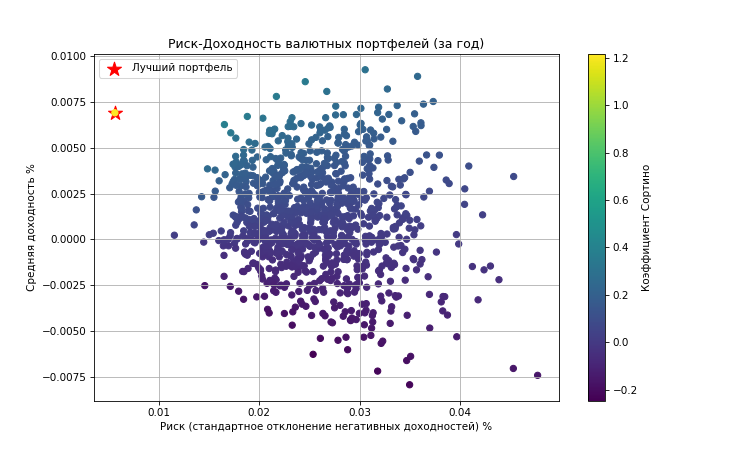 Риск-Доходность валютных портфелей (за год)
Лучший портфель
Средняя доходность %
0.0100
0.0075
0.0050
0.0025
0.0000
−0.0025
−0.0050
−0.0075
0.01 0.02 0.03 0.04
Риск (стандартное отклонение негативных доходностей) %
1.2
1.0
0.8
0.6
0.4
0.2
0.0
−0.2
Коэффициент Сортино